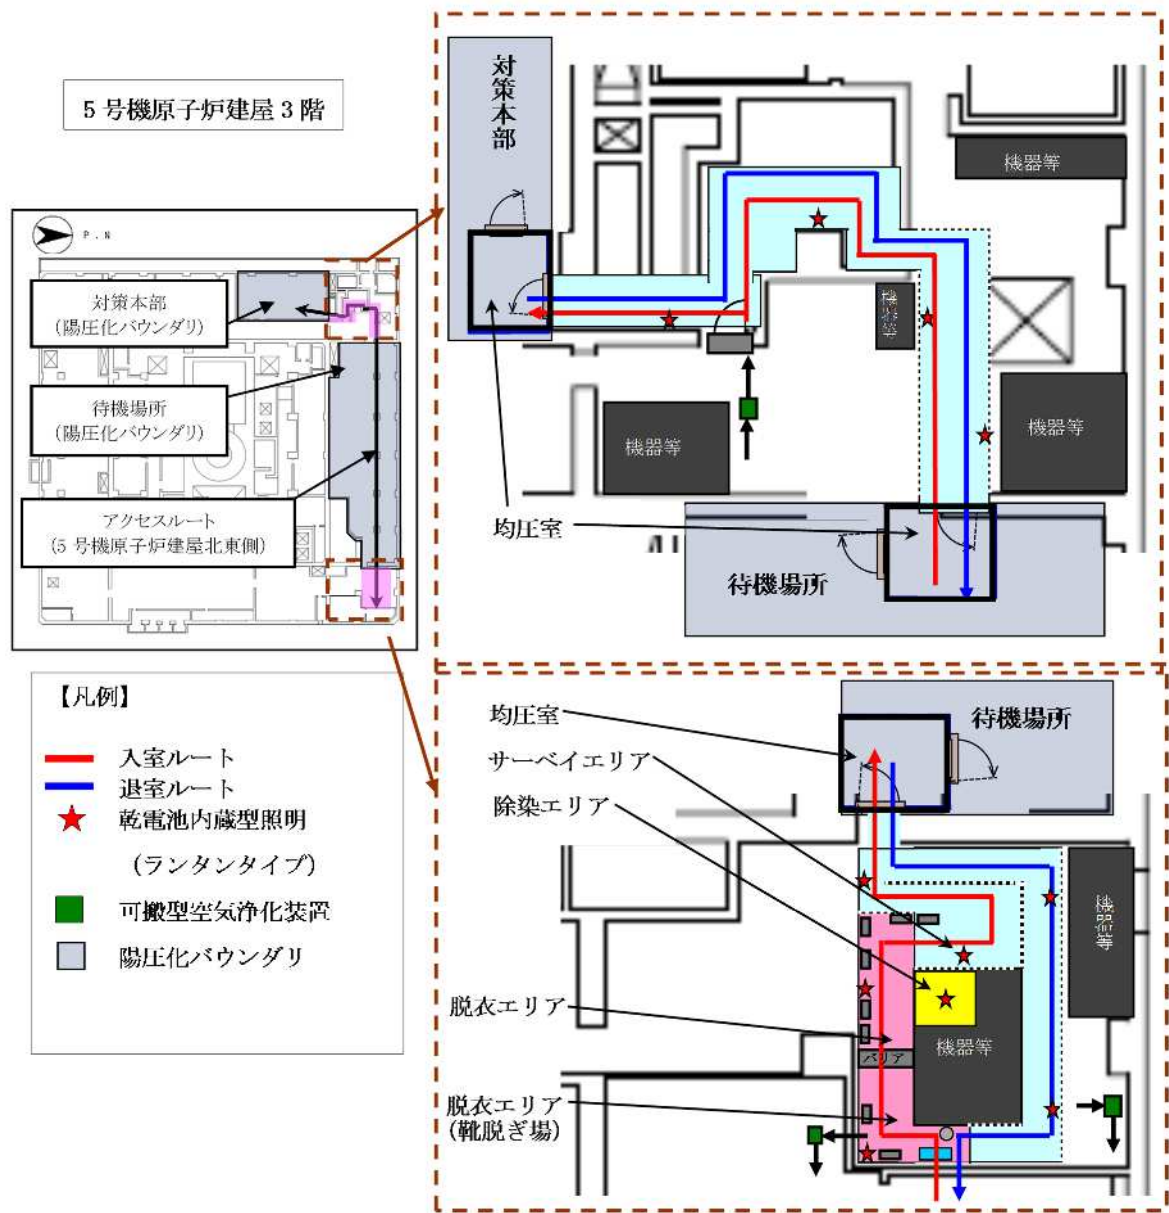 5 号機原子炉建屋 3 階
P . N
対策本部
(陽圧化バウンダリ)
待機場所
(陽圧化バウンダリ)
アクセスルート
(5 号機原子炉建屋北東側)
【凡例】
入室ルート
退室ルート
乾電池内蔵型照明
(ランタンタイプ)
可搬型空気浄化装置
陽圧化バウンダリ
対策本部
機器等
機器等
機器等
機器等
均圧室
待機場所
均圧室
待機場所
サーベイエリア
除染エリア
機器等
脱衣エリア
機器等
バリア
脱衣エリア
(靴脱ぎ場)